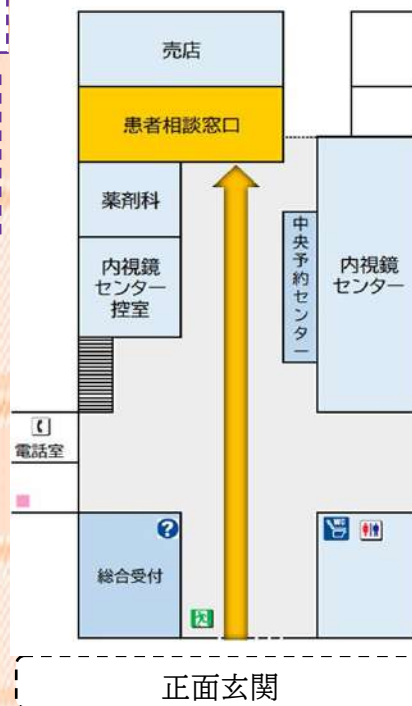 売店
患者相談窓口
薬剤科
中央予約センター
内視鏡
センター
控室
内視鏡
センター
電話室
?
WC
総合受付
正面玄関